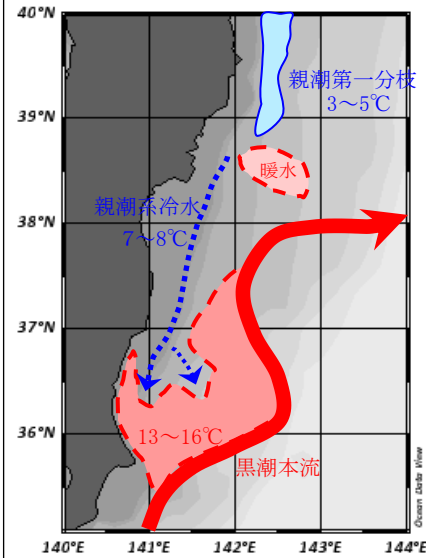 40°N
親潮第一分枝
3～5℃
39°N
暖水
親潮系冷水
7～8℃
38°N
37°N
13～16℃
36°N
黒潮本流
Ocean Data View
140°E
141°E
142°E
143°E
144°E